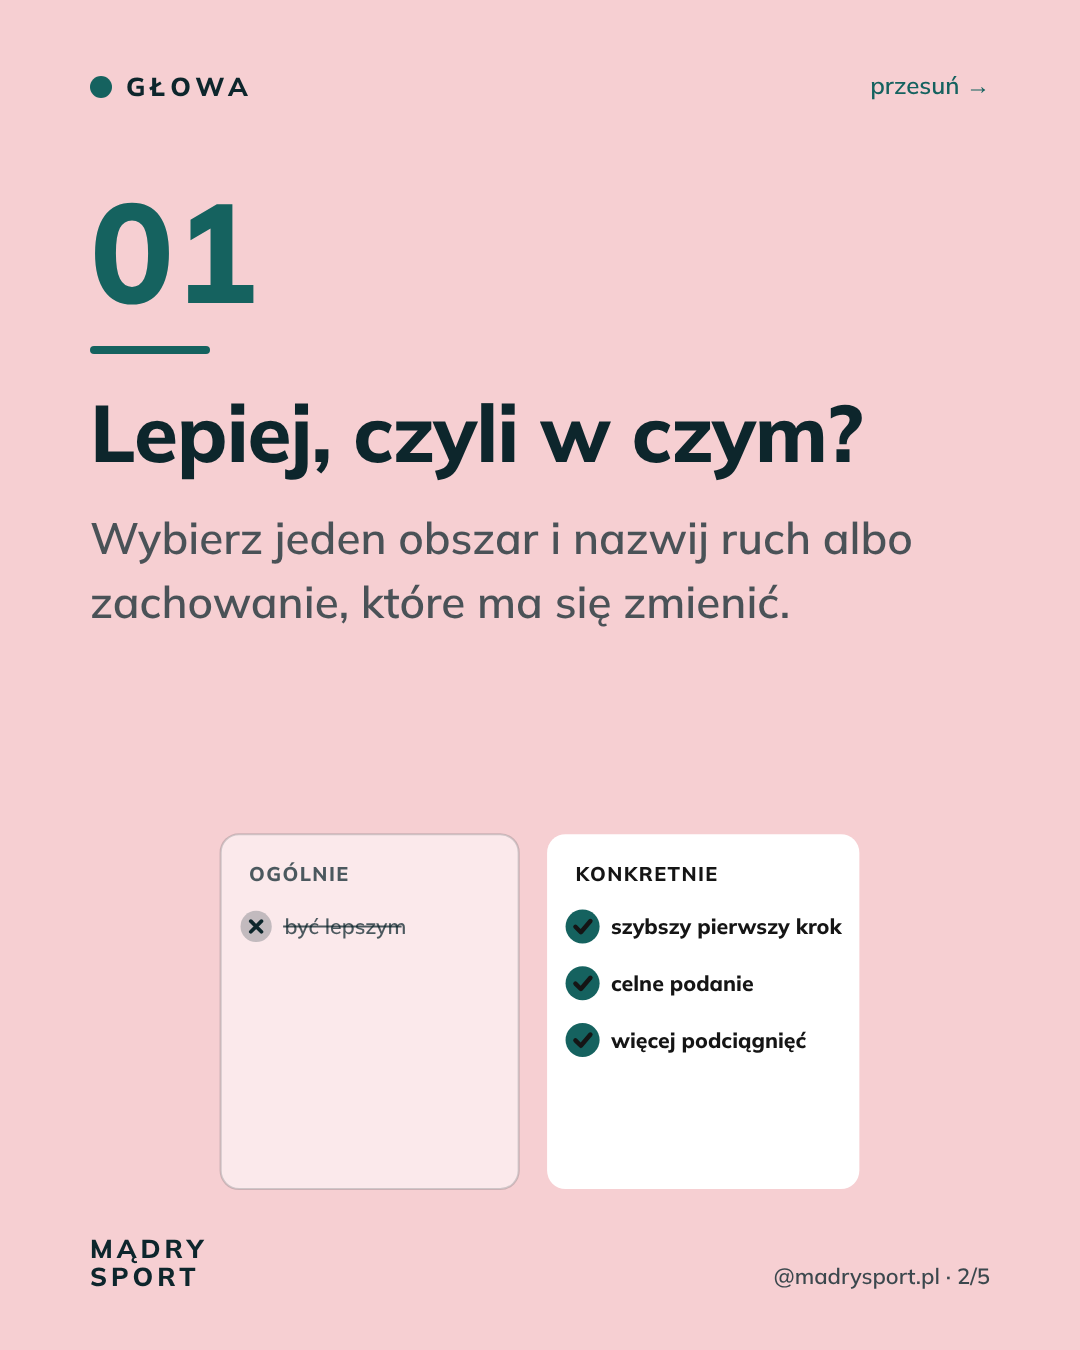 GŁOWA
przesuń →
01
Lepiej, czyli w czym?
Wybierz jeden obszar i nazwij ruch albo
zachowanie, które ma się zmienić.
OGÓLNIE
być lepszym
KONKRETNIE
szybszy pierwszy krok
celne podanie
więcej podciągnięć
MĄDRY
SPORT
@madrysport.pl · 2/5